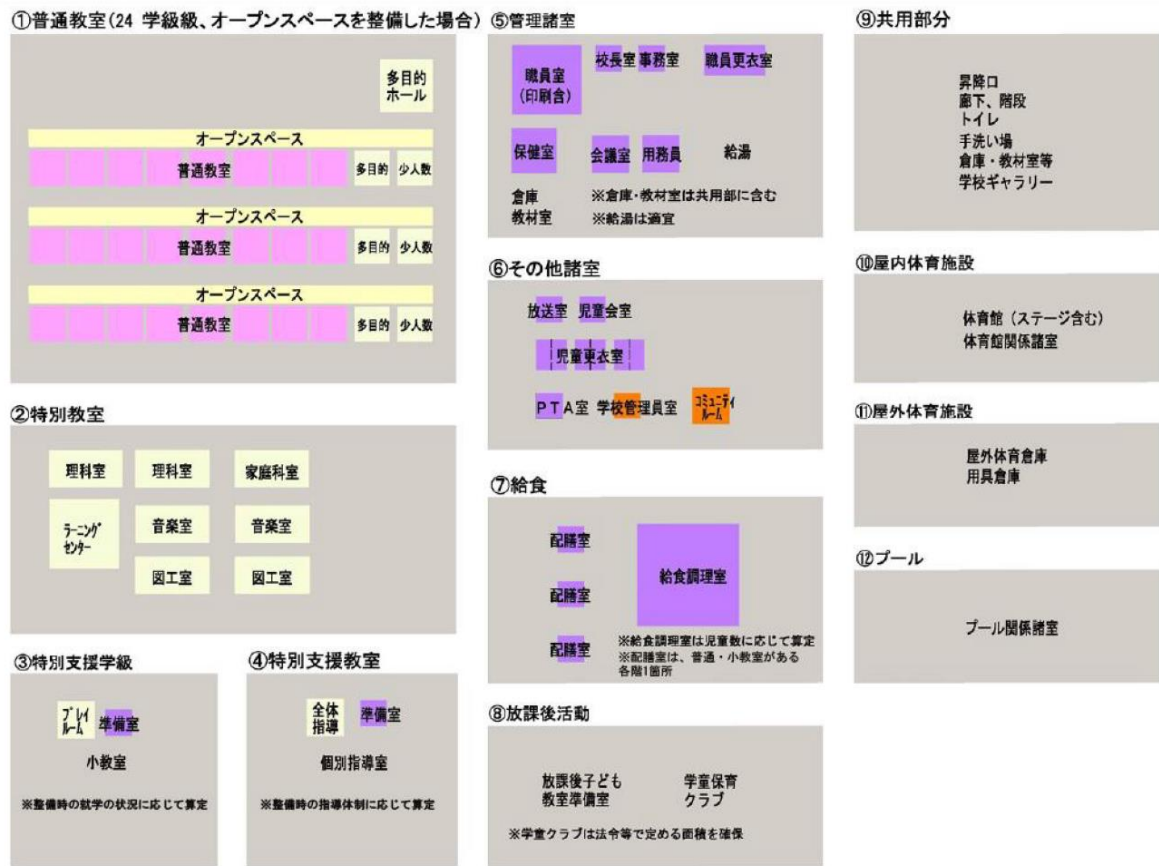 ①普通教室(24 学級級、オープンスペースを整備した場合)
多目的
ホール
オープンスペース
普通教室
多目的
少人数
オープンスペース
普通教室
多目的
少人数
オープンスペース
普通教室
多目的
少人数
②特別教室
理科室
理科室
家庭科室
ラーニング
センター
音楽室
音楽室
図工室
図工室
③特別支援学級
プレイ
ルーム
準備室
小教室
※整備時の就学の状況に応じて算定
④特別支援教室
全体
指導
準備室
個別指導室
※整備時の指導体制に応じて算定
⑤管理諸室
職員室
(印刷含)
校長室
事務室
職員更衣室
保健室
会議室
用務員
給湯
倉庫
教材室
※倉庫・教材室は共用部に含む
※給湯は適宜
⑥その他諸室
放送室
児童会室
児童更衣室
PTA室
学校管理員室
コミュニティ
ルーム
⑦給食
配膳室
配膳室
配膳室
給食調理室
※給食調理室は児童数に応じて算定
※配膳室は、普通・小教室がある
各階1箇所
⑧放課後活動
放課後子ども
教室準備室
学童保育
クラブ
※学童クラブは法令等で定める面積を確保
⑨共用部分
昇降口
廊下、階段
トイレ
手洗い場
倉庫・教材室等
学校ギャラリー
⑩屋内体育施設
体育館（ステージ含む）
体育館関係諸室
⑪屋外体育施設
屋外体育倉庫
用具倉庫
⑫プール
プール関係諸室